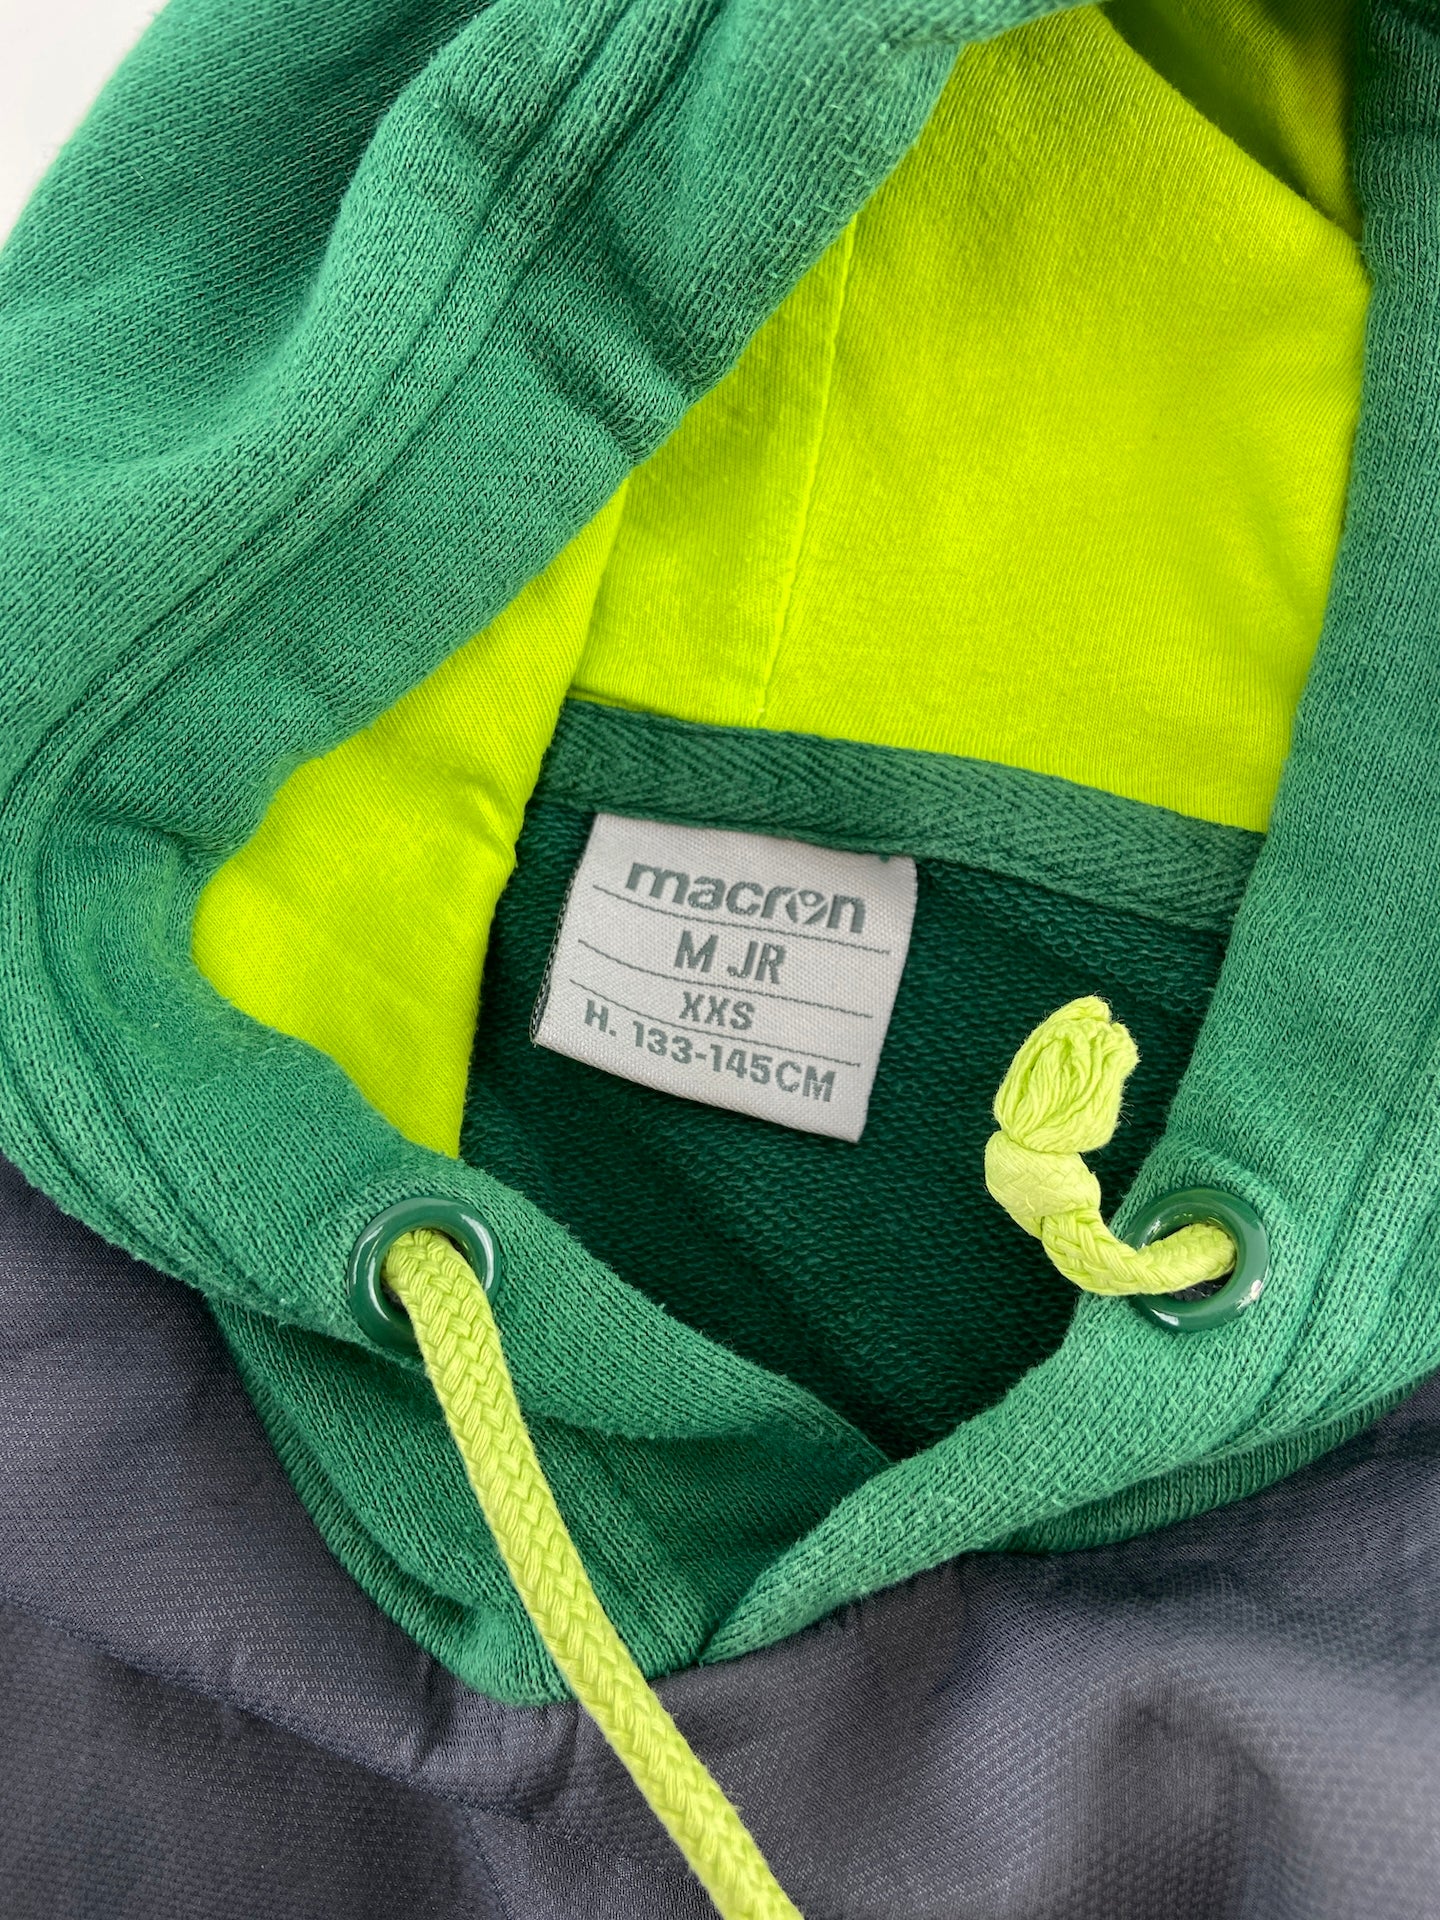 macron
M JR
XXS
H. 133-145CM